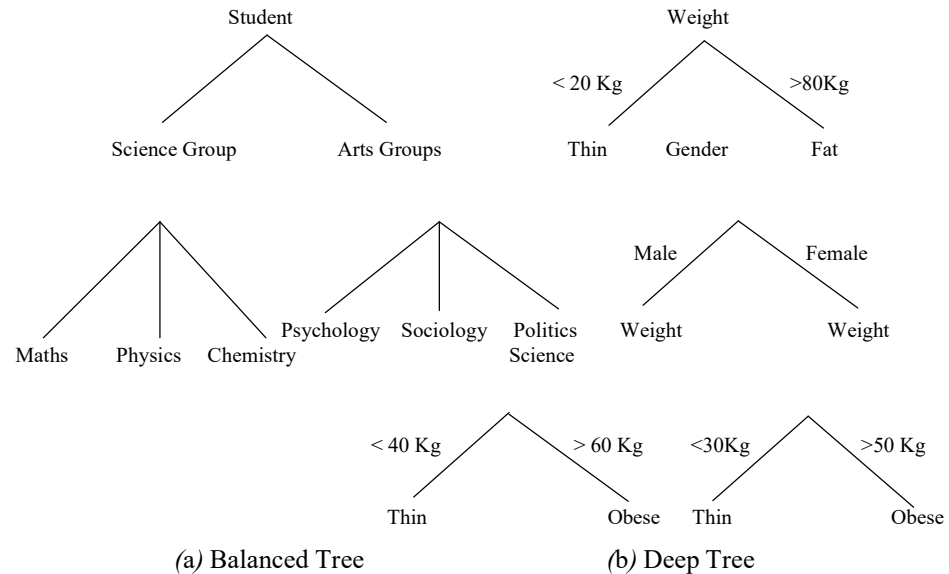 Student
Weight
< 20 Kg
>80Kg
Science Group
Arts Groups
Thin
Gender
Fat
Male
Female
Maths
Physics
Chemistry
Psychology
Sociology
Politics
Science
Weight
Weight
< 40 Kg
> 60 Kg
<30Kg
>50 Kg
Thin
Obese
Thin
Obese
(a) Balanced Tree
(b) Deep Tree